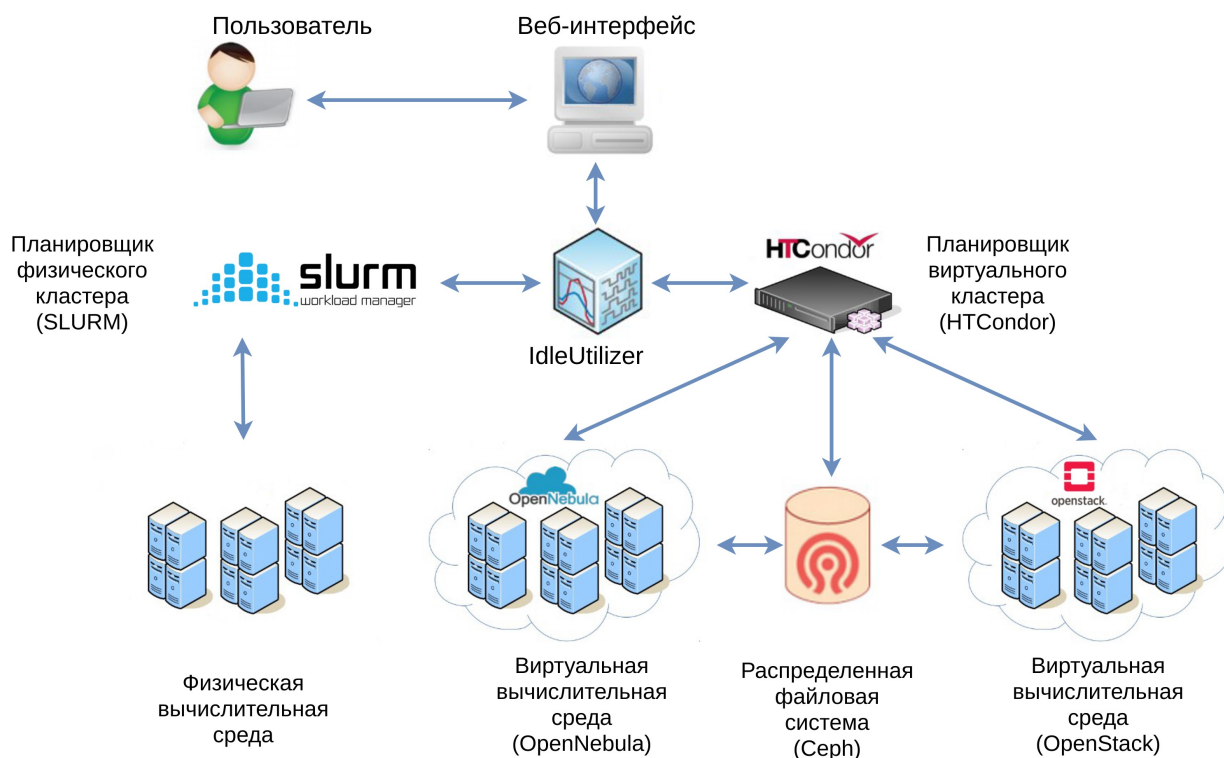 Пользователь
Веб-интерфейс
Планировщик
физического
кластера
(SLURM)
slurm
workload manager
IdleUtilizer
HTCondor
Планировщик
виртуального
кластера
(HTCondor)
OpenNebula
openstack.
Физическая
вычислительная
среда
Виртуальная
вычислительная
среда
(OpenNebula)
Распределенная
файловая
система
(Ceph)
Виртуальная
вычислительная
среда
(OpenStack)